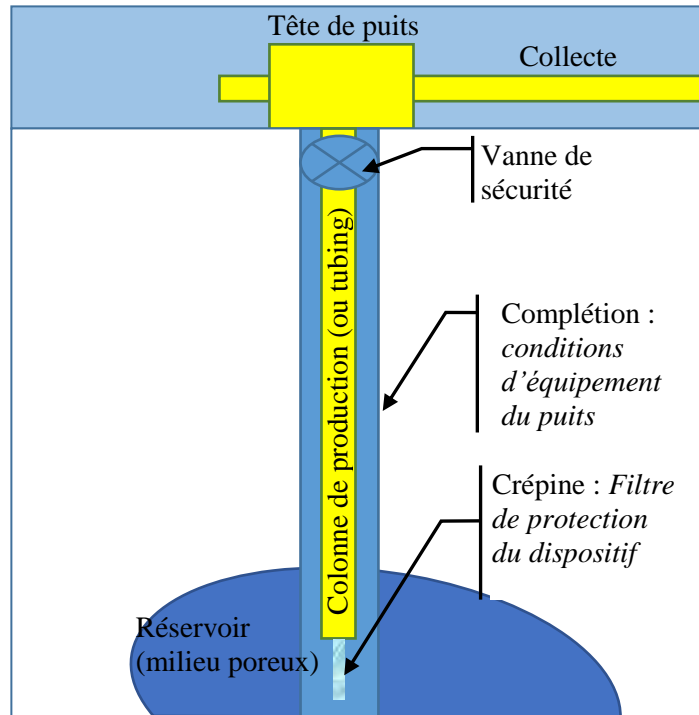 Tête de puits
Collecte
Vanne de
sécurité
Colonne de production (ou tubing)
Complétion :
conditions
d’équipement
du puits
Crépine : Filtre
de protection
du dispositif
Réservoir
(milieu poreux)